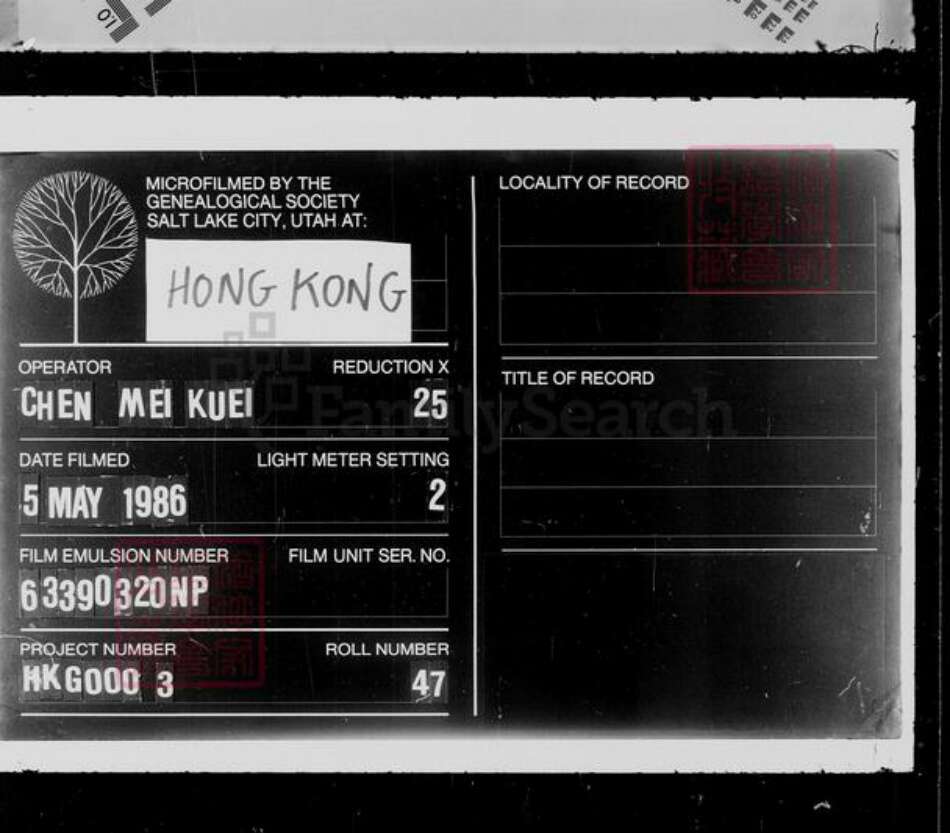 MICROFILMED BY THE
GENEALOGICAL SOCIETY
SALT LAKE CITY, UTAH AT:
HONG KONG
OPERATOR REDUCTION X
CHEN MEI KUEI 25
DATE FILMED LIGHT METER SETTING
5 MAY 1986 2
FILM EMULSION NUMBER FILM UNIT SER. NO.
63390320NP
PROJECT NUMBER ROLL NUMBER
HKG000 3 47
LOCALITY OF RECORD
TITLE OF RECORD
FamilySearch